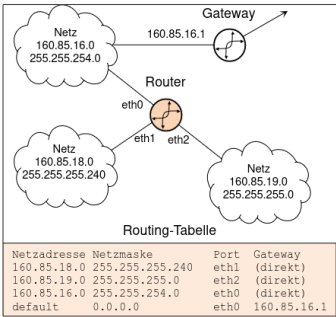 Gateway
Netz
160.85.16.0
255.255.254.0
160.85.16.1
Router
eth0
eth1
eth2
Netz
160.85.18.0
255.255.255.240
Netz
160.85.19.0
255.255.255.0
Routing-Tabelle
Netzadresse Netzmaske Port Gateway
160.85.18.0 255.255.255.240 eth1 (direkt)
160.85.19.0 255.255.255.0 eth2 (direkt)
160.85.16.0 255.255.254.0 eth0 (direkt)
default 0.0.0.0 eth0 160.85.16.1